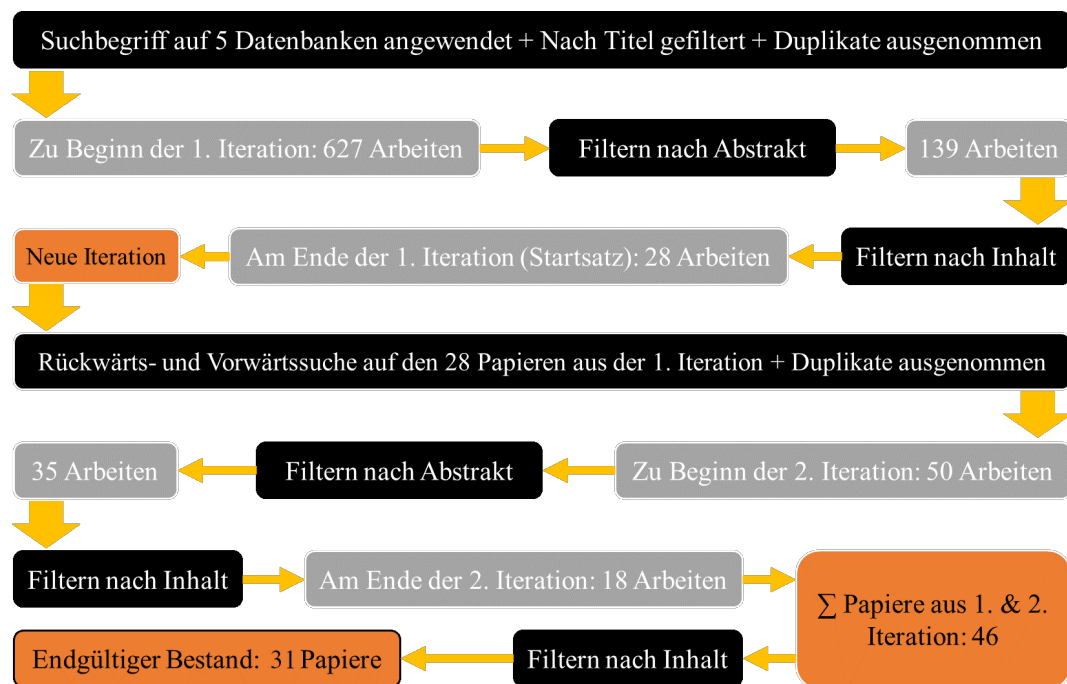 Suchbegriff auf 5 Datenbanken angewendet + Nach Titel gefiltert + Duplikate ausgenommen
Zu Beginn der 1. Iteration: 627 Arbeiten
Filtern nach Abstrakt
139 Arbeiten
Filtern nach Inhalt
Am Ende der 1. Iteration (Startsatz): 28 Arbeiten
Neue Iteration
Rückwärts- und Vorwärtssuche auf den 28 Papieren aus der 1. Iteration + Duplikate ausgenommen
Zu Beginn der 2. Iteration: 50 Arbeiten
Filtern nach Abstrakt
35 Arbeiten
Filtern nach Inhalt
Am Ende der 2. Iteration: 18 Arbeiten
∑ Papiere aus 1. & 2.
Iteration: 46
Filtern nach Inhalt
Endgültiger Bestand: 31 Papiere